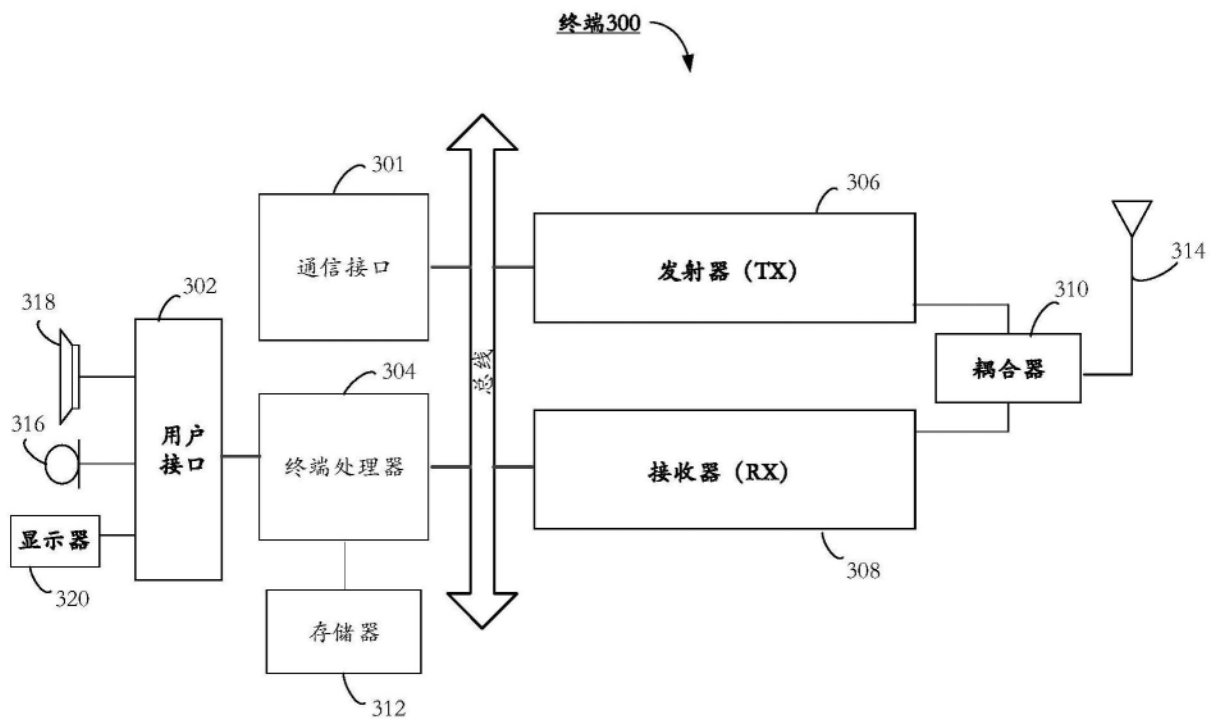 终端300
301
通信接口
306
发射器（TX）
314
310
耦合器
302
318
用户
接口
304
终端处理器
总线
316
接收器（RX）
308
显示器
320
存储器
312